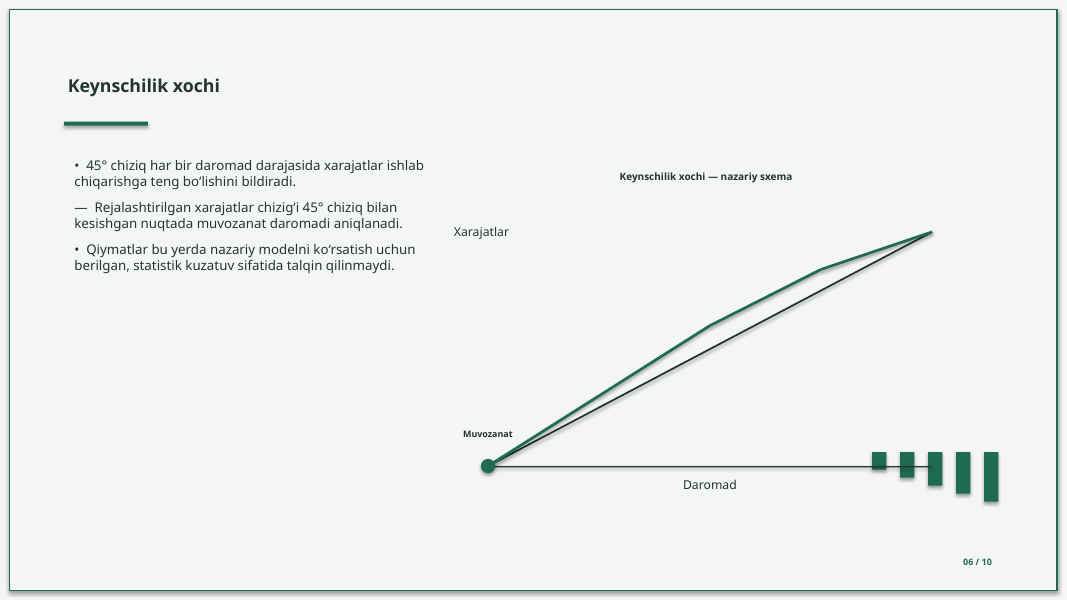 Keynschilik xochi
• 45° chiziq har bir daromad darajasida xarajatlar ishlab
chiqarishga teng bo‘lishini bildiradi.
— Rejalashtirilgan xarajatlar chizig‘i 45° chiziq bilan
kesishgan nuqtada muvozanat daromadi aniqlanadi.
• Qiymatlar bu yerda nazariy modelni ko‘rsatish uchun
berilgan, statistik kuzatuv sifatida talqin qilinmaydi.
Keynschilik xochi — nazariy sxema
Xarajatlar
Muvozanat
Daromad
06 / 10